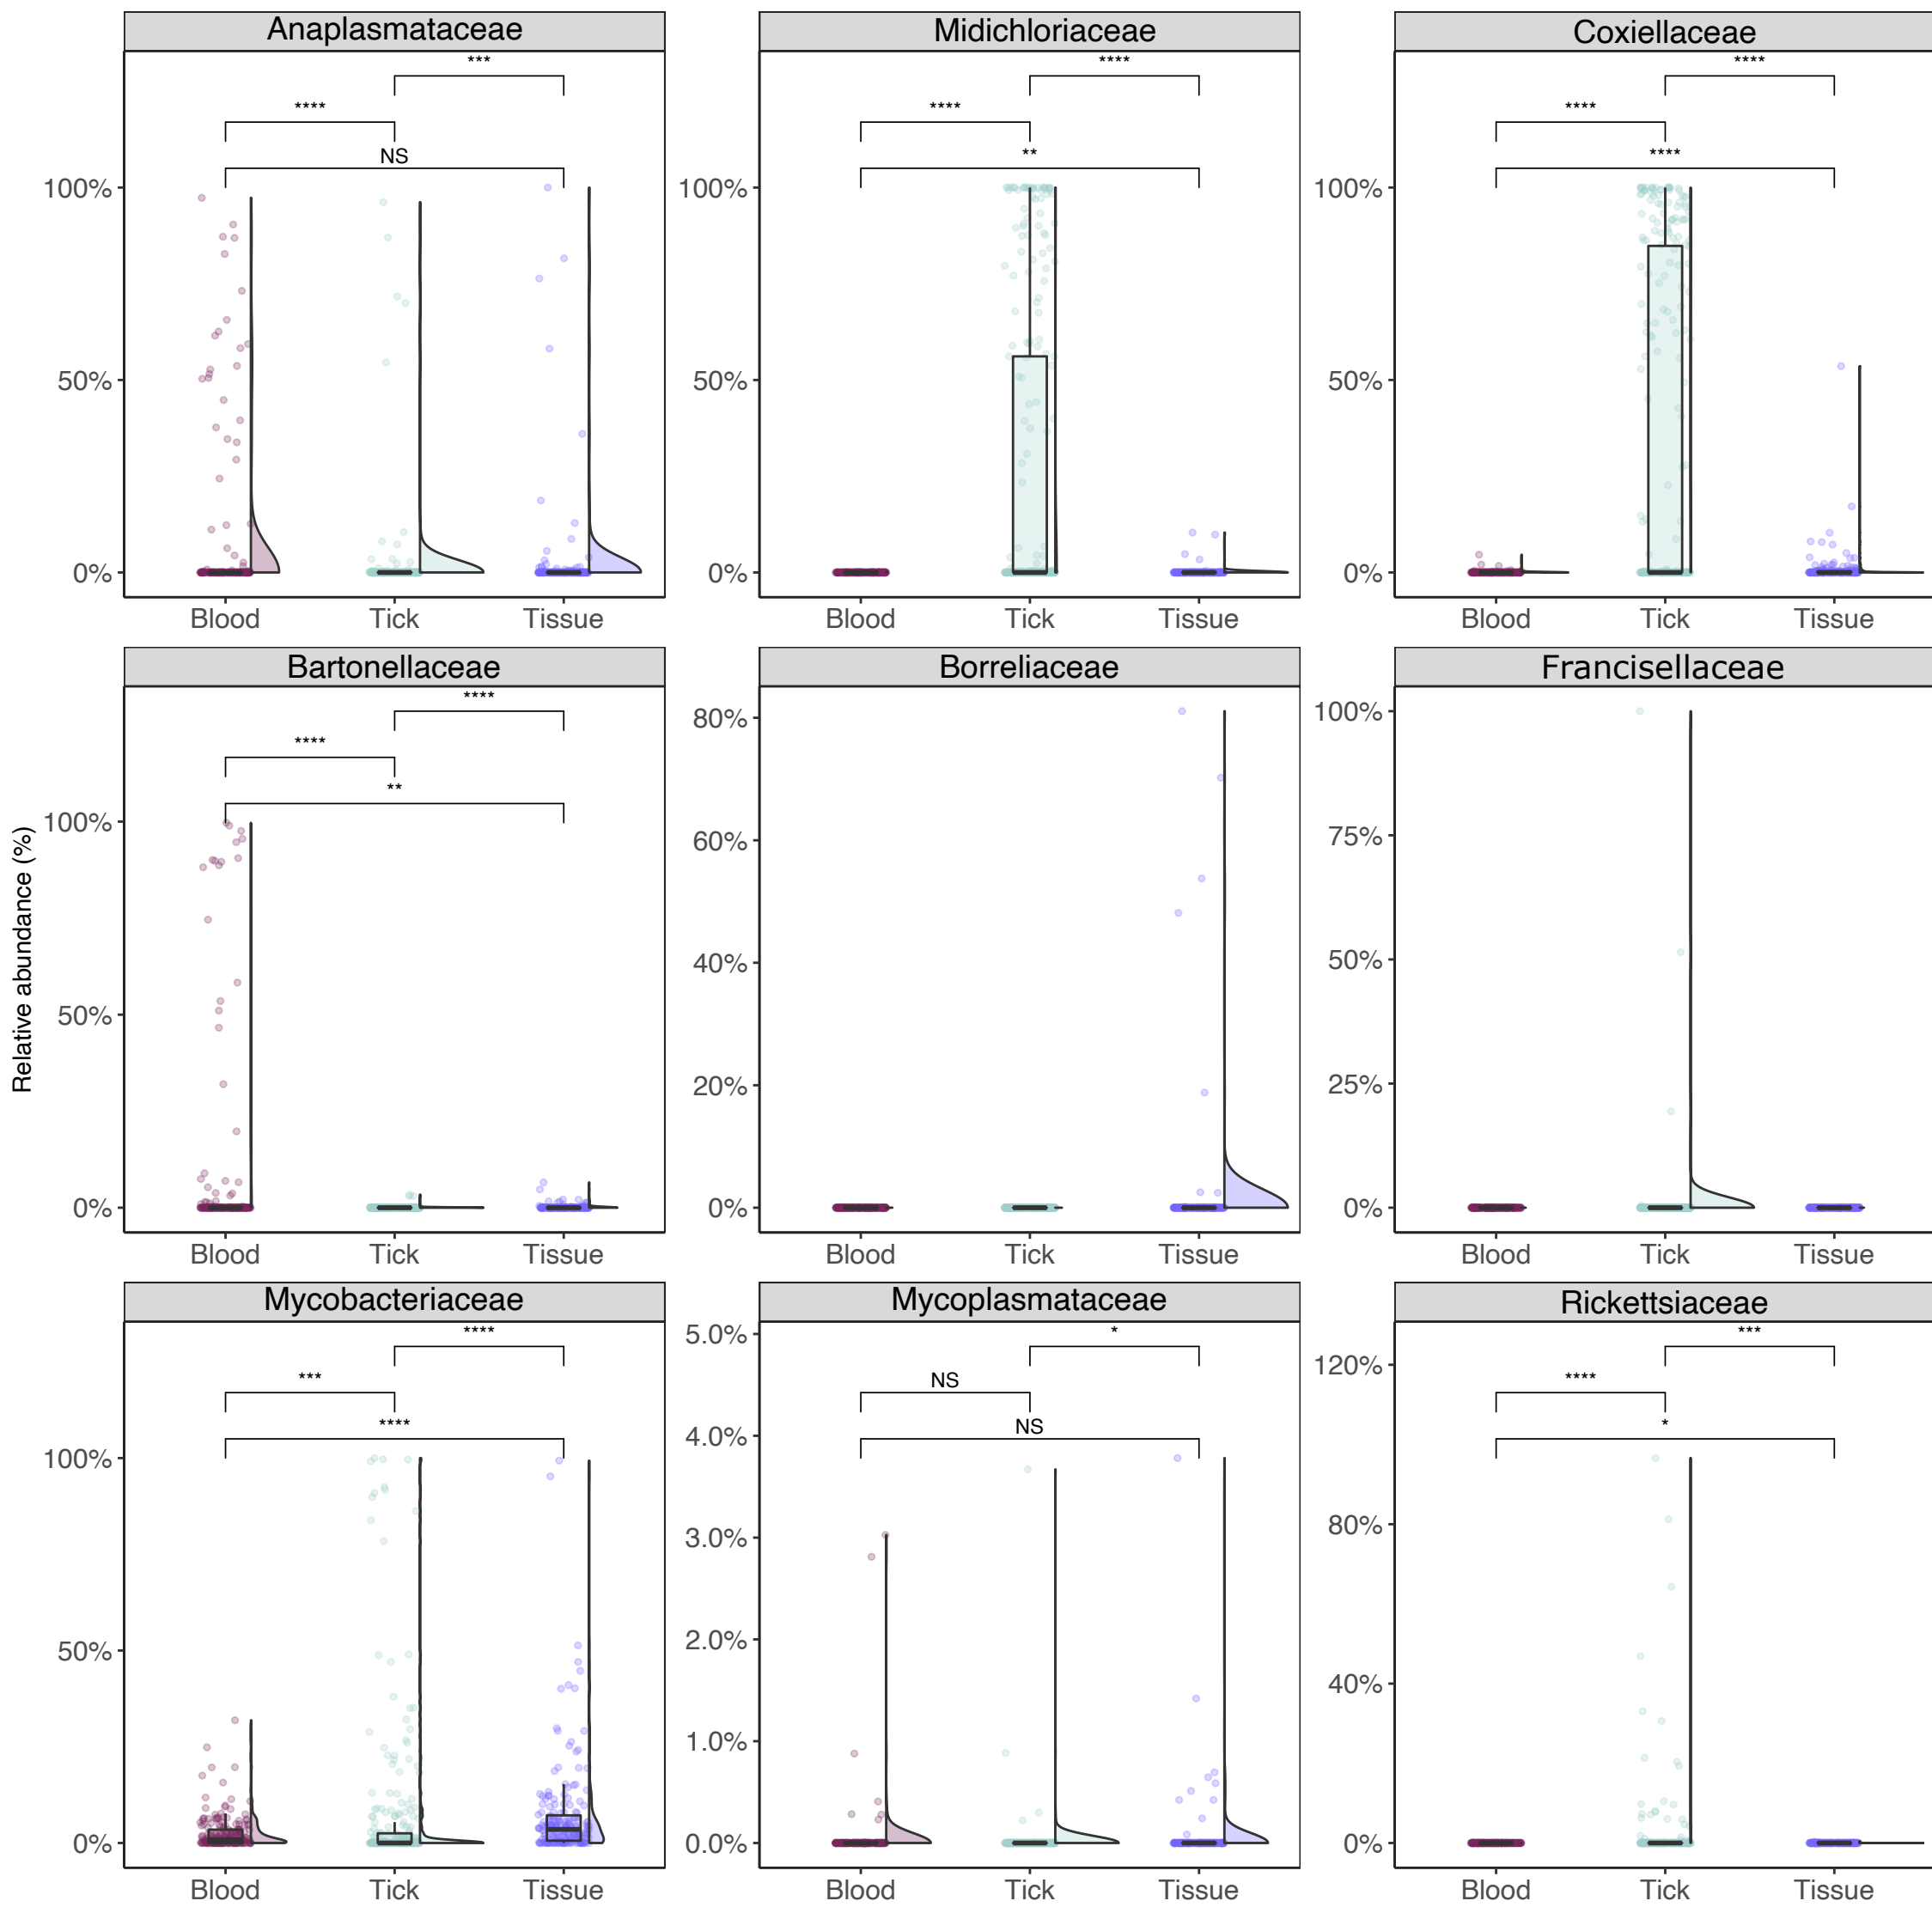 Anaplasmataceae
Midichloriaceae
Coxiellaceae
***
****
NS
100%
50%
0%
Blood Tick Tissue
****
****
**
100%
50%
0%
Blood Tick Tissue
****
****
****
100%
50%
0%
Blood Tick Tissue
Relative abundance (%)
Bartonellaceae
Borreliaceae
Francisellaceae
****
****
**
100%
50%
0%
Blood Tick Tissue
80%
60%
40%
20%
0%
Blood Tick Tissue
100%
75%
50%
25%
0%
Blood Tick Tissue
Mycobacteriaceae
Mycoplasmataceae
Rickettsiaceae
****
***
****
100%
50%
0%
Blood Tick Tissue
*
NS
NS
5.0%
4.0%
3.0%
2.0%
1.0%
0.0%
Blood Tick Tissue
***
****
*
120%
80%
40%
0%
Blood Tick Tissue